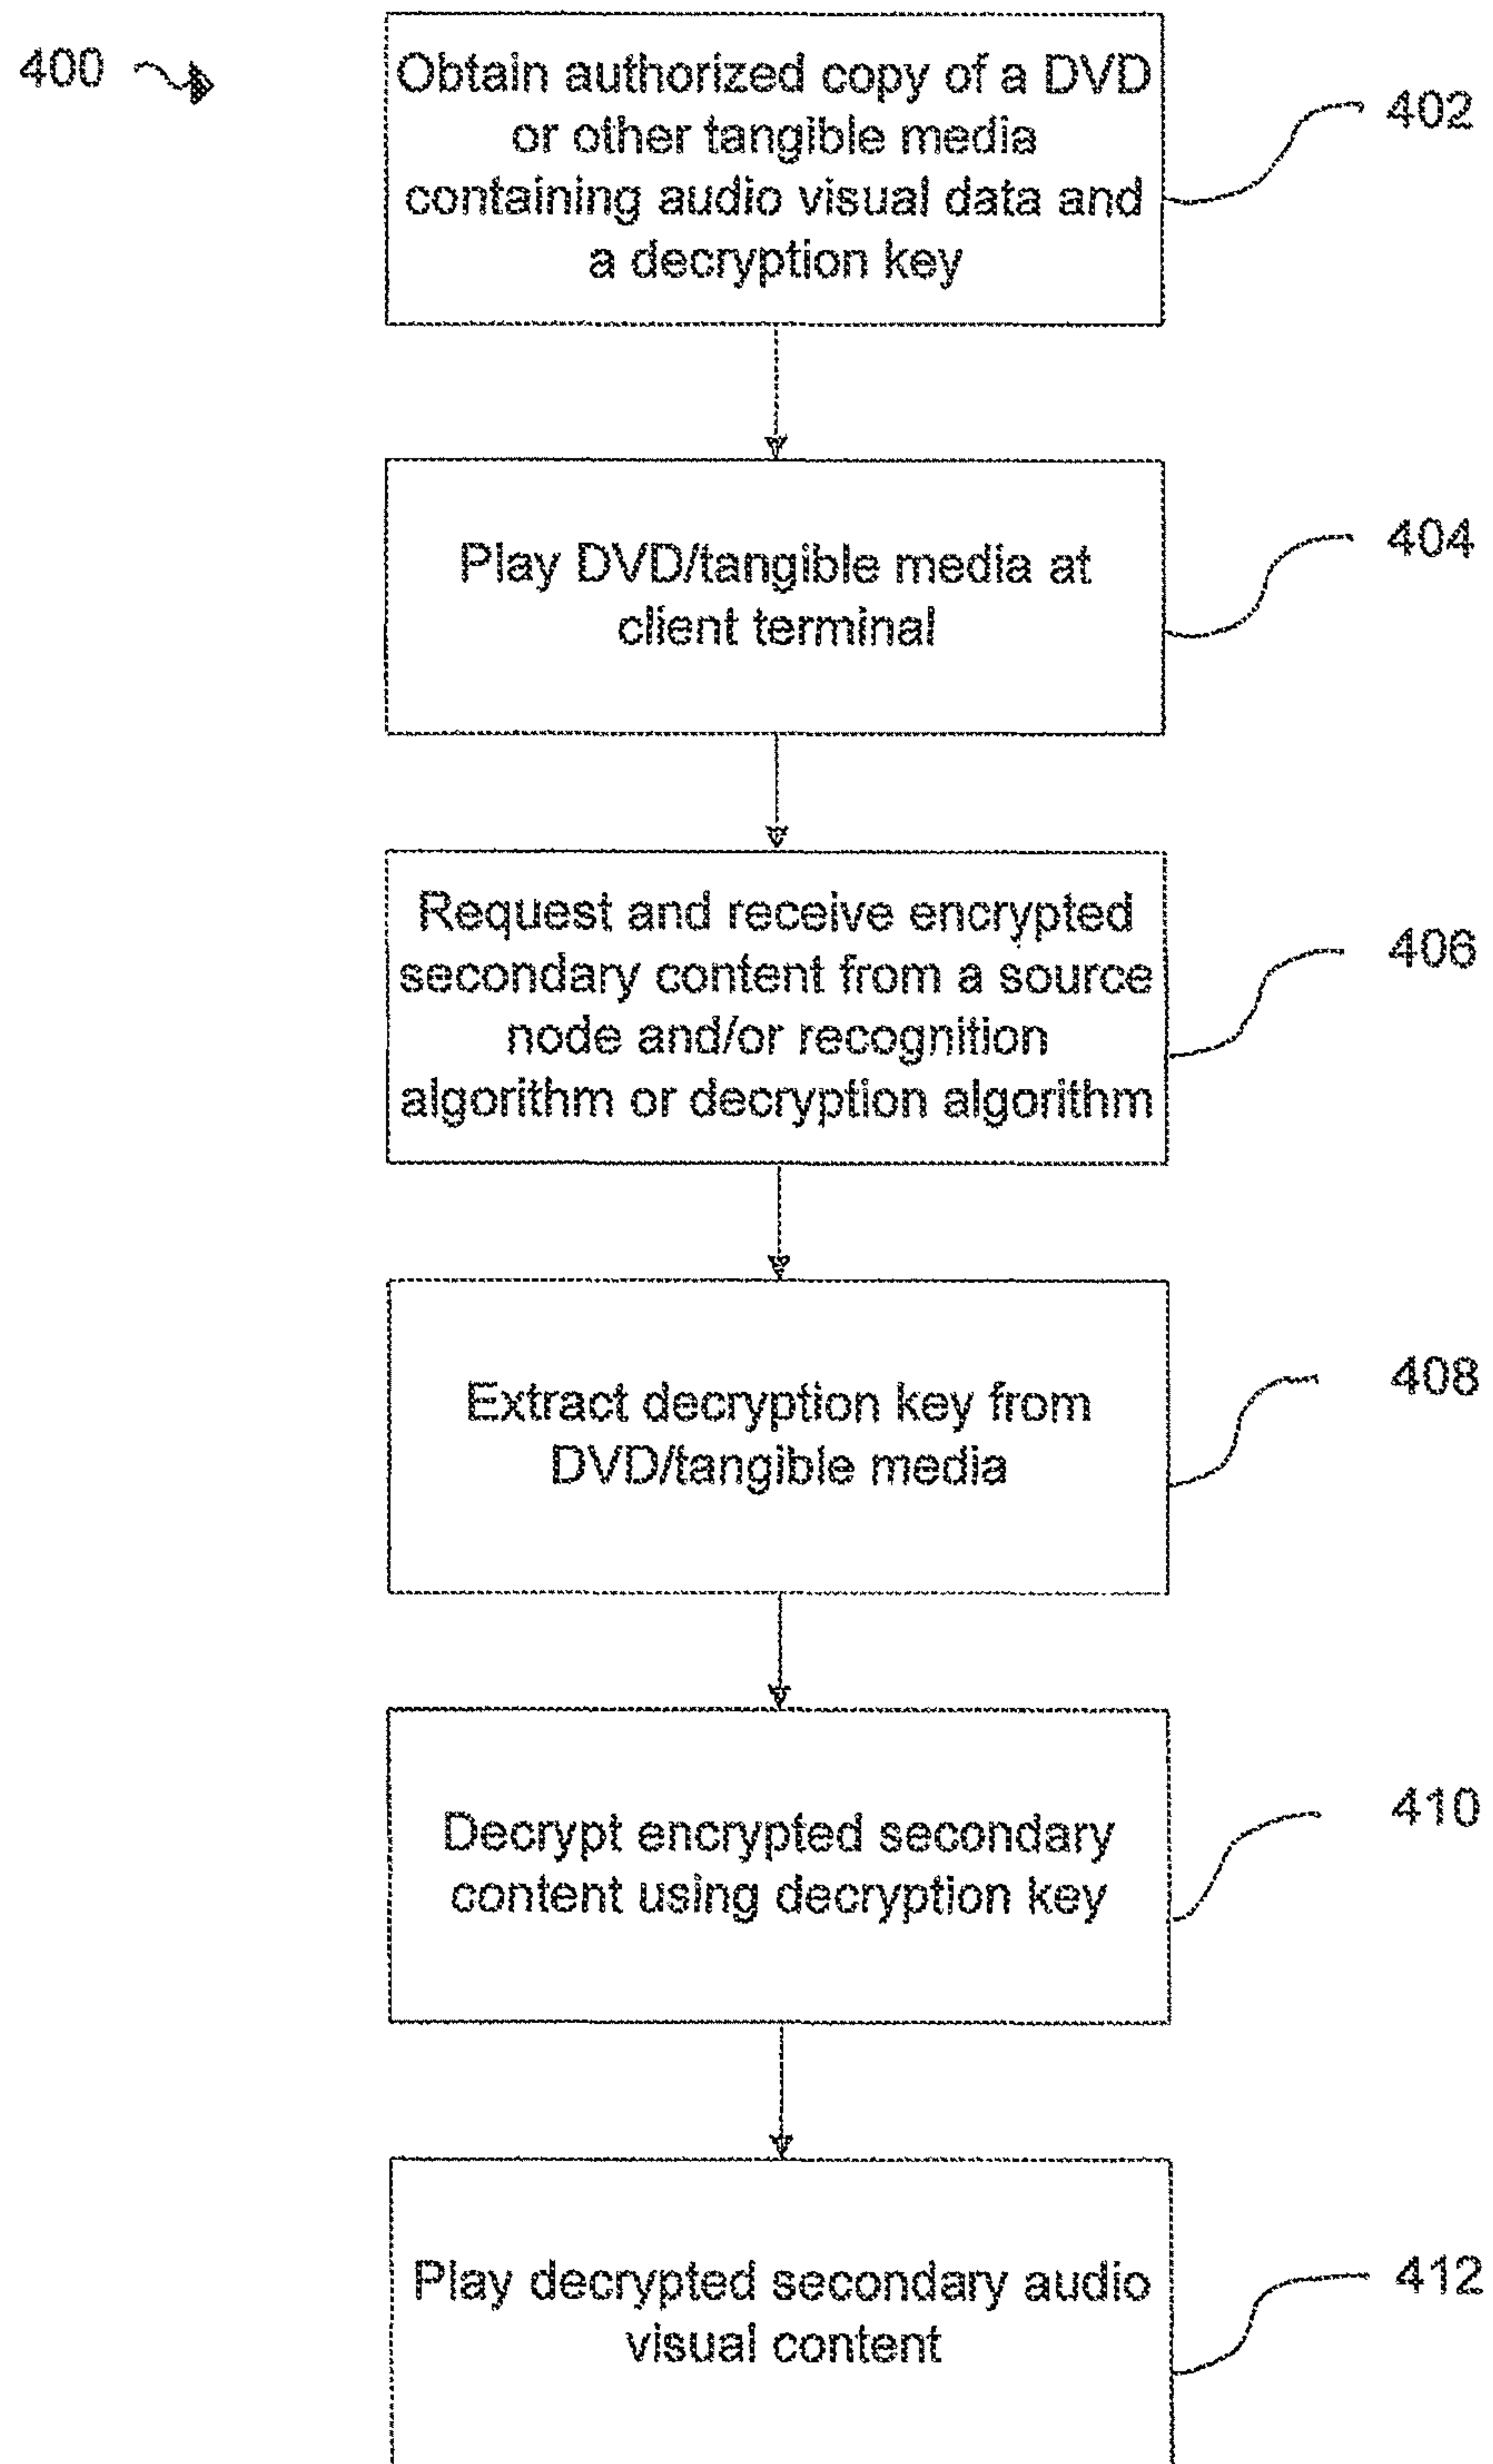 400
Obtain authorized copy of a DVD
or other tangible media
containing audio visual data and
a decryption key
402
Play DVD/tangible media at
client terminal
404
Request and receive encrypted
secondary content from a source
node and/or recognition
algorithm or decryption algorithm
406
Extract decryption key from
DVD/tangible media
408
Decrypt encrypted secondary
content using decryption key
410
Play decrypted secondary audio
visual content
412